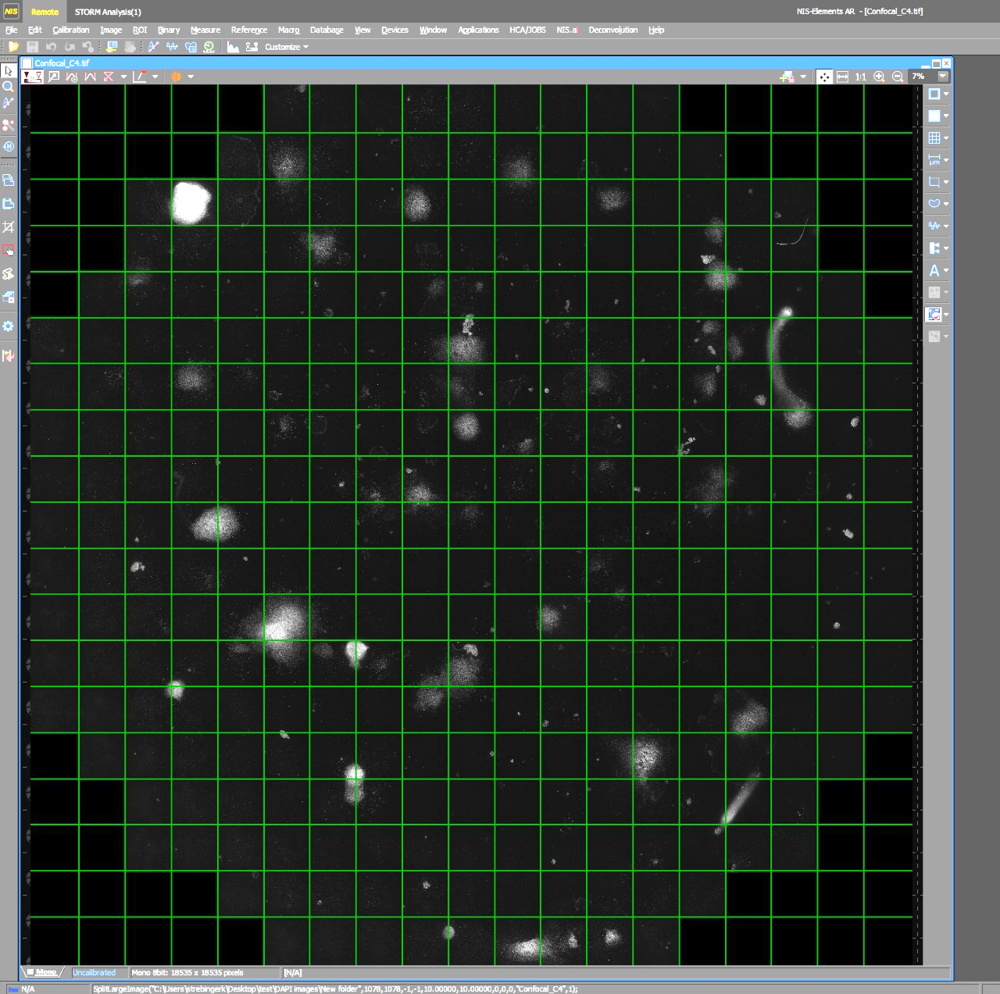 NIS Remote STORM Analysis(1) NIS-Elements AR - [Confocal_C4.tif]
File Edit Calibration Image ROI Binary Measure Reference Macro Database View Devices Window Applications HCA/JOBS NIS.a Deconvolution Help
Customize
Confocal_C4.tif
1:1 7%
µm
A
Mono Uncalibrated Mono 8bit: 18535 x 18535 pixels [N/A]
N/A SplitLargeImage("C:\Users\strebingerk\Desktop\test\DAPI images\New folder",1078,1078,-1,-1,10.00000,10.00000,0,0,0,"Confocal_C4",1);